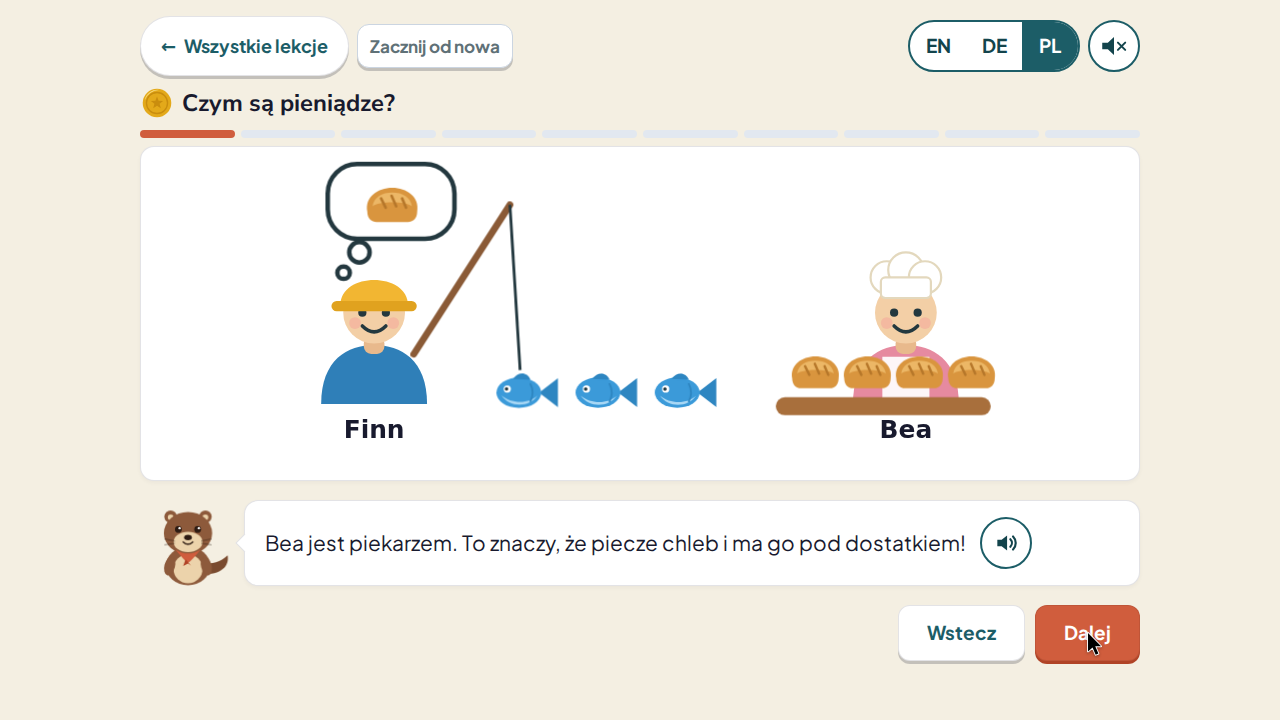 ← Wszystkie lekcje
Zacznij od nowa
EN DE PL
Czym są pieniądze?
Finn
Bea
Bea jest piekarzem. To znaczy, że piecze chleb i ma go pod dostatkiem!
Wstecz
Dalej